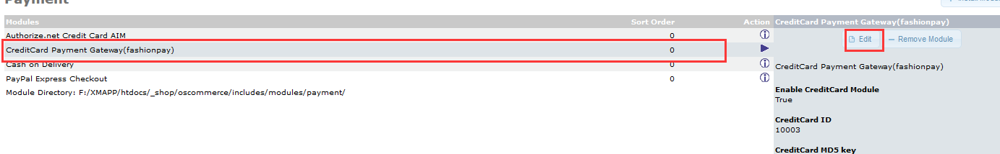 Payment
Install Module
Modules Sort Order Action
Authorize.net Credit Card AIM 0
CreditCard Payment Gateway(fashionpay) 0
Cash on Delivery 0
PayPal Express Checkout 0
Module Directory: F:/XMAPP/htdocs/_shop/oscommerce/includes/modules/payment/
CreditCard Payment Gateway(fashionpay)
Edit Remove Module
CreditCard Payment Gateway(fashionpay)
Enable CreditCard Module
True
CreditCard ID
10003
CreditCard MD5 key